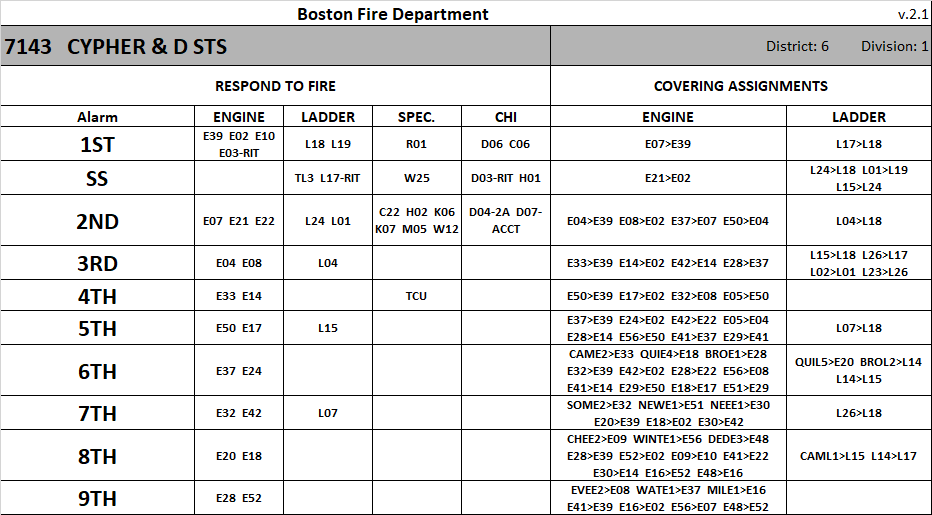 Boston Fire Department v.2.1
7143 CYPHER & D STS District: 6 Division: 1
RESPOND TO FIRE COVERING ASSIGNMENTS
Alarm ENGINE LADDER SPEC. CHI ENGINE LADDER
1ST
E39 E02 E10
E03-RIT
L18 L19
R01
D06 C06
E07>E39
L17>L18
SS
TL3 L17-RIT
W25
D03-RIT H01
E21>E02
L24>L18 L01>L19
L15>L24
2ND
E07 E21 E22
L24 L01
C22 H02 K06
K07 M05 W12
D04-2A D07-
ACCT
E04>E39 E08>E02 E37>E07 E50>E04
L04>L18
3RD
E04 E08
L04
E33>E39 E14>E02 E42>E14 E28>E37
L15>L18 L26>L17
L02>L01 L23>L26
4TH
E33 E14
TCU
E50>E39 E17>E02 E32>E08 E05>E50
5TH
E50 E17
L15
E37>E39 E24>E02 E42>E22 E05>E04
E28>E14 E56>E50 E41>E37 E29>E41
L07>L18
6TH
E37 E24
CAME2>E33 QUIE4>E18 BROE1>E28
E32>E39 E42>E02 E28>E22 E56>E08
E41>E14 E29>E50 E18>E17 E51>E29
QUIL5>E20 BROL2>L14
L14>L15
7TH
E32 E42
L07
SOME2>E32 NEWE1>E51 NEEE1>E30
E20>E39 E18>E02 E30>E42
L26>L18
8TH
E20 E18
CHEE2>E09 WINTE1>E56 DEDE3>E48
E28>E39 E52>E02 E09>E10 E41>E22
E30>E14 E16>E52 E48>E16
CAML1>L15 L14>L17
9TH
E28 E52
EVEE2>E08 WATE1>E37 MILE1>E16
E41>E39 E16>E02 E56>E07 E48>E52